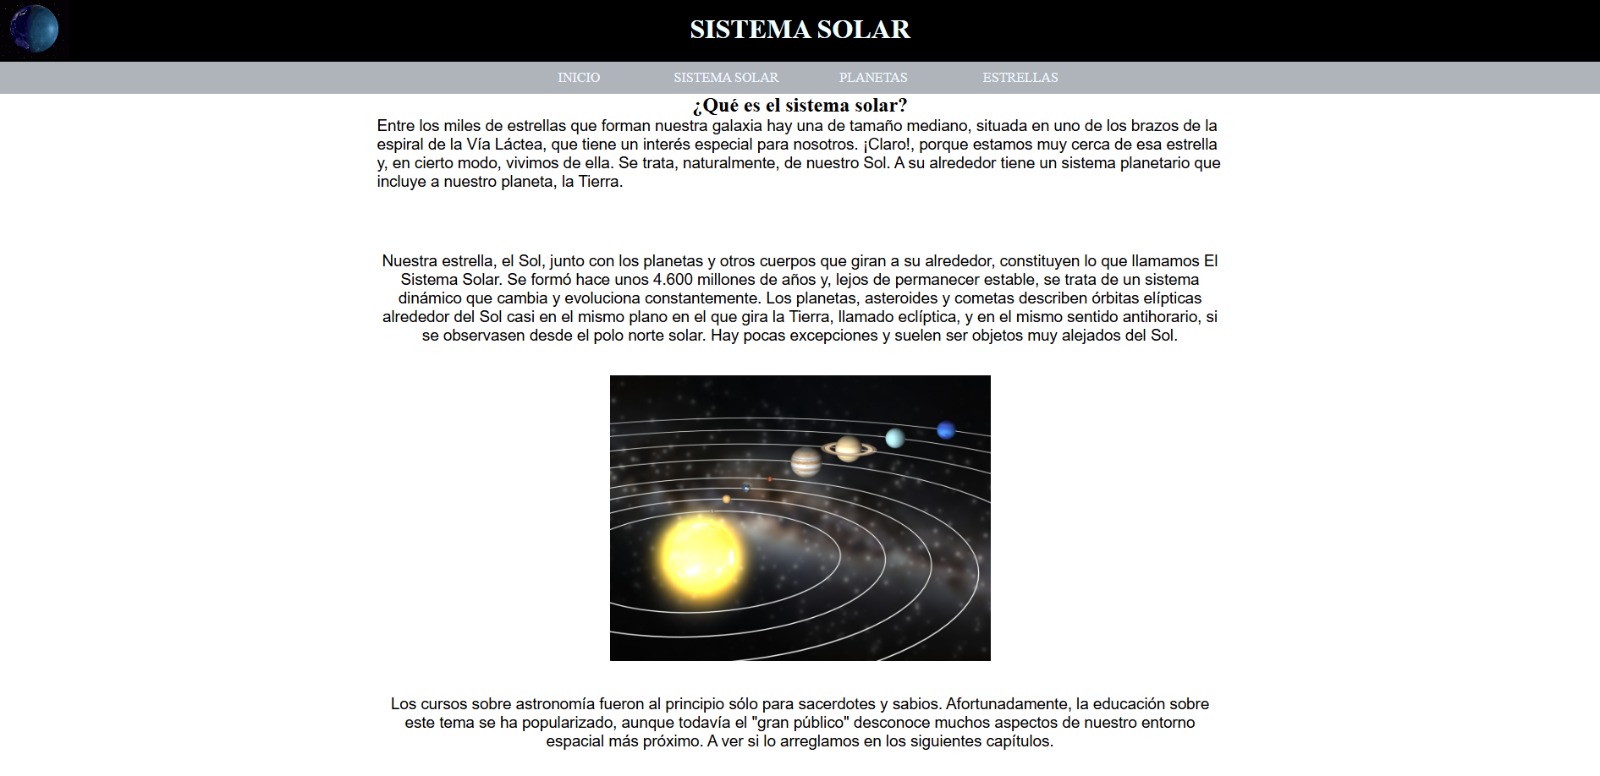 SISTEMA SOLAR
INICIO SISTEMA SOLAR PLANETAS ESTRELLAS
¿Qué es el sistema solar?
Entre los miles de estrellas que forman nuestra galaxia hay una de tamaño mediano, situada en uno de los brazos de la
espiral de la Vía Láctea, que tiene un interés especial para nosotros. ¡Claro!, porque estamos muy cerca de esa estrella
y, en cierto modo, vivimos de ella. Se trata, naturalmente, de nuestro Sol. A su alrededor tiene un sistema planetario que
incluye a nuestro planeta, la Tierra.
Nuestra estrella, el Sol, junto con los planetas y otros cuerpos que giran a su alrededor, constituyen lo que llamamos El
Sistema Solar. Se formó hace unos 4.600 millones de años y, lejos de permanecer estable, se trata de un sistema
dinámico que cambia y evoluciona constantemente. Los planetas, asteroides y cometas describen órbitas elípticas
alrededor del Sol casi en el mismo plano en el que gira la Tierra, llamado eclíptica, y en el mismo sentido antihorario, si
se observasen desde el polo norte solar. Hay pocas excepciones y suelen ser objetos muy alejados del Sol.
Los cursos sobre astronomía fueron al principio sólo para sacerdotes y sabios. Afortunadamente, la educación sobre
este tema se ha popularizado, aunque todavía el "gran público" desconoce muchos aspectos de nuestro entorno
espacial más próximo. A ver si lo arreglamos en los siguientes capítulos.